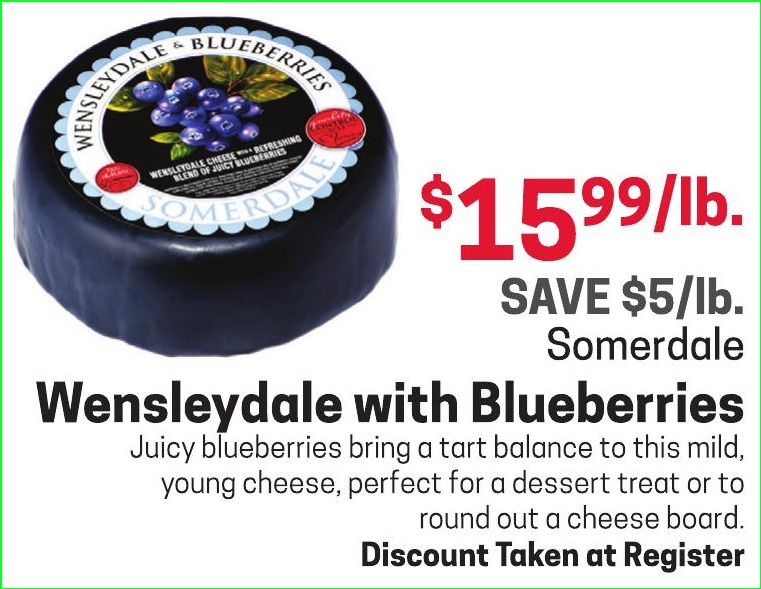 WENSLEYDALE & BLUEBERRIES
WENSLEYDALE CHEESE WITH A REFRESHING
BLEND OF JUICY BLUEBERRIES
SOMERDALE
$15.99/lb.
SAVE $5/lb.
Somerdale
Wensleydale with Blueberries
Juicy blueberries bring a tart balance to this mild,
young cheese, perfect for a dessert treat or to
round out a cheese board.
Discount Taken at Register